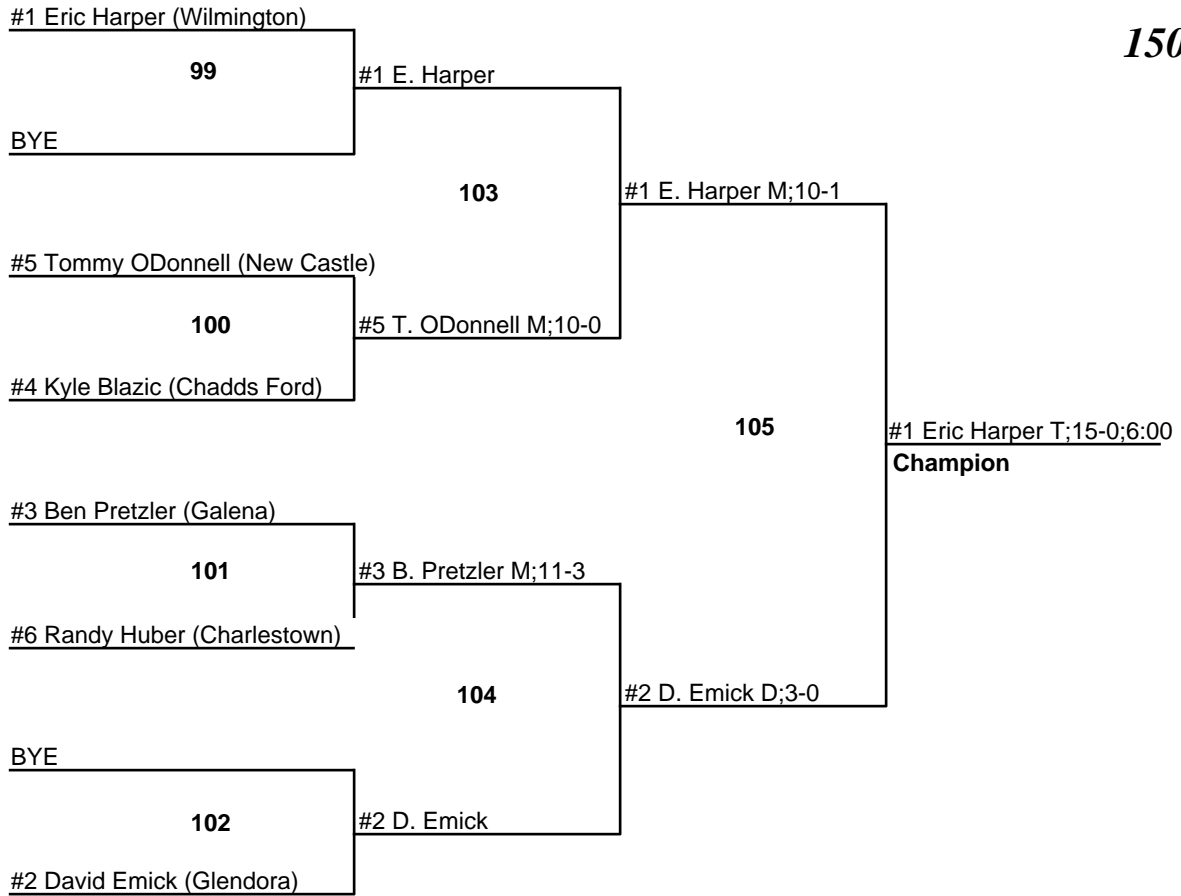 #1 Eric Harper (Wilmington)
150
99
#1 E. Harper
BYE
103
#1 E. Harper M;10-1
#5 Tommy ODonnell (New Castle)
100
#5 T. ODonnell M;10-0
#4 Kyle Blazic (Chadds Ford)
105
#1 Eric Harper T;15-0;6:00
Champion
#3 Ben Pretzler (Galena)
101
#3 B. Pretzler M;11-3
#6 Randy Huber (Charlestown)
104
#2 D. Emick D;3-0
BYE
102
#2 D. Emick
#2 David Emick (Glendora)